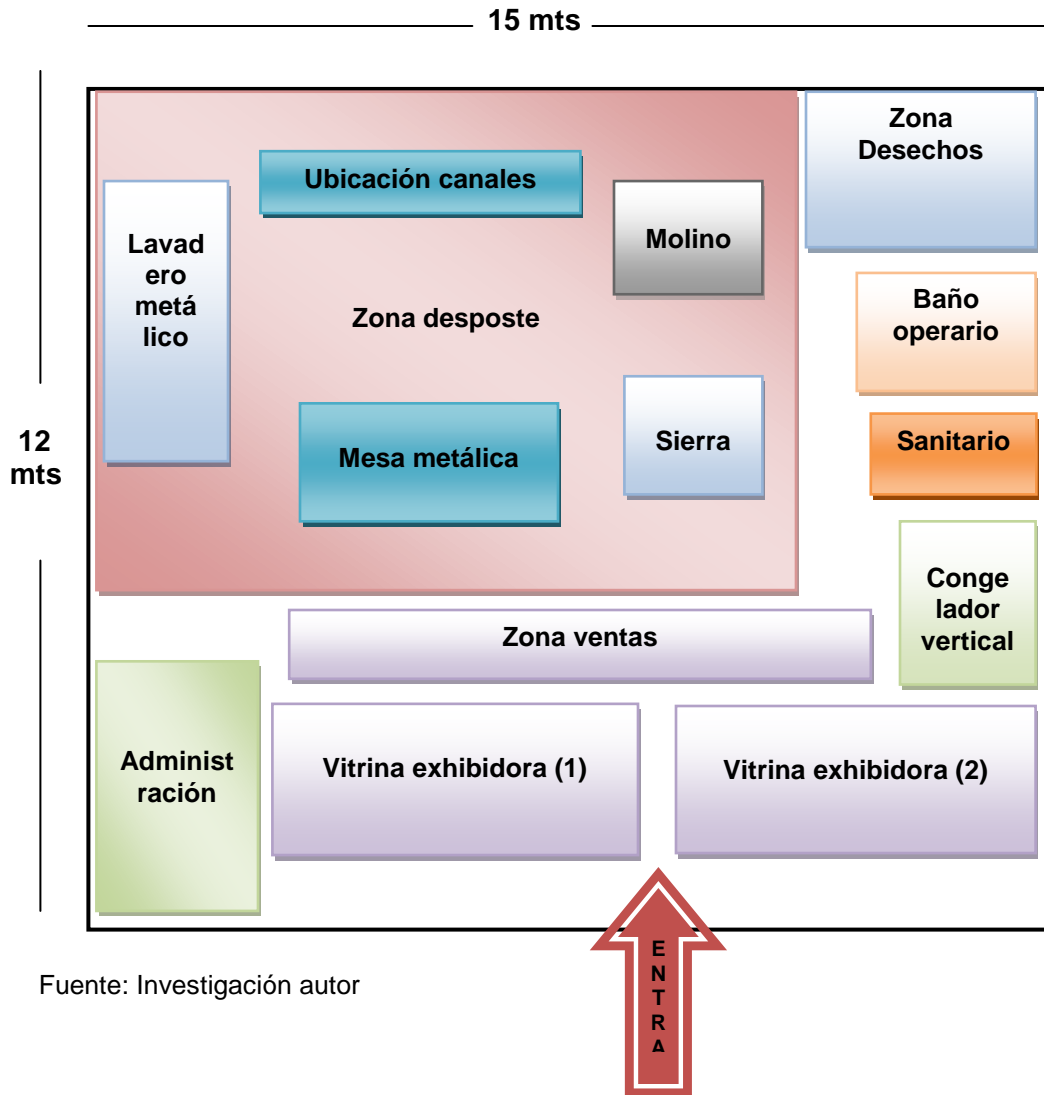 15 mts
12
mts
Zona
Desechos
Ubicación canales
Molino
Lavad
ero
metá
lico
Zona desposte
Baño
operario
Mesa metálica
Sierra
Sanitario
Conge
lador
vertical
Zona ventas
Administ
ración
Vitrina exhibidora (1)
Vitrina exhibidora (2)
E
N
T
R
A
Fuente: Investigación autor